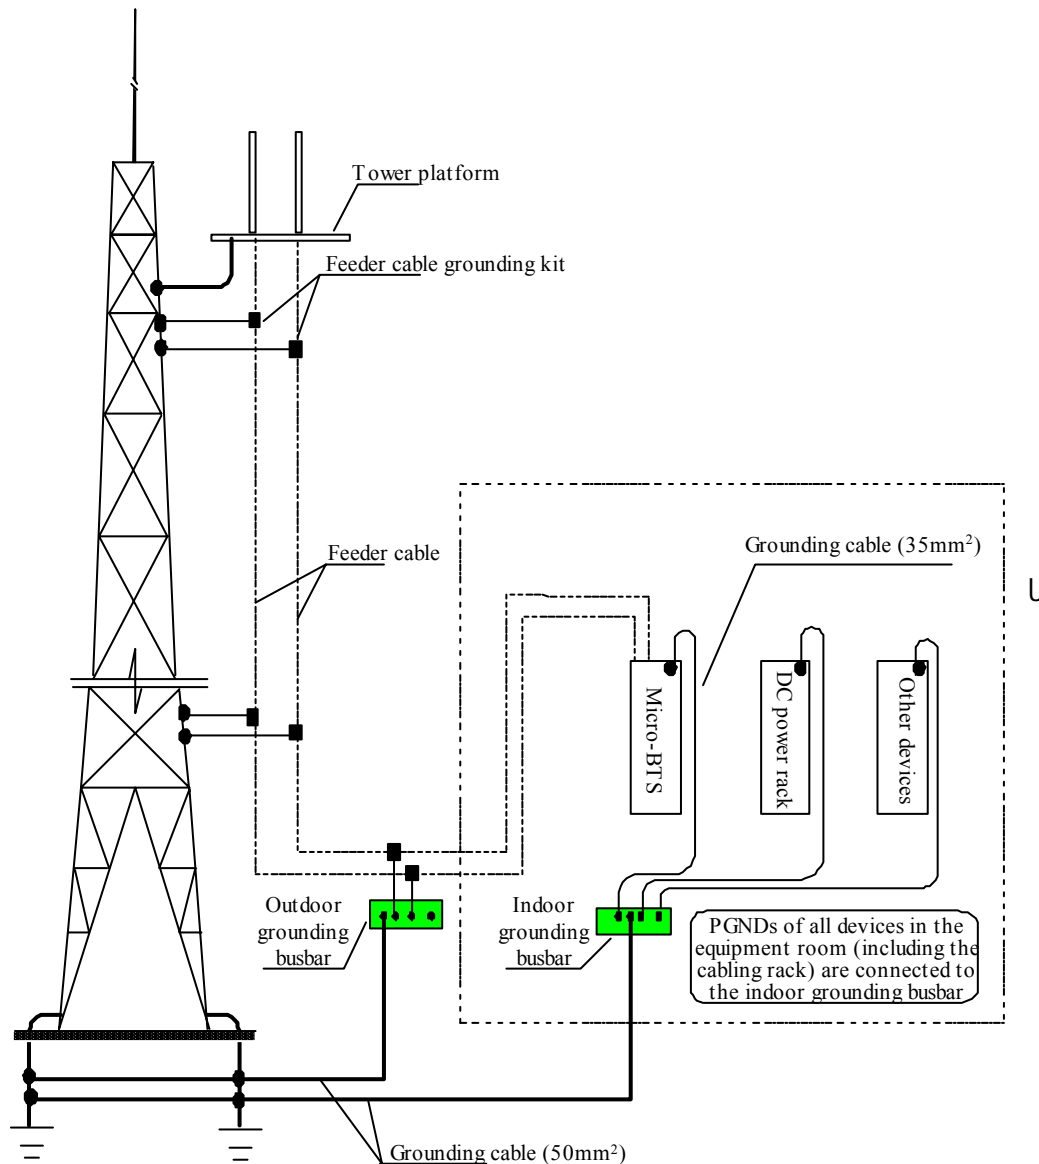 Tower platform
Feeder cable grounding kit
Feeder cable
Grounding cable (35mm²)
U
Micro-BTS
DC power rack
Other devices
Outdoor
grounding
busbar
Indoor
grounding
busbar
PGNDs of all devices in the
equipment room (including the
cabling rack) are connected to
the indoor grounding busbar
Grounding cable (50mm²)